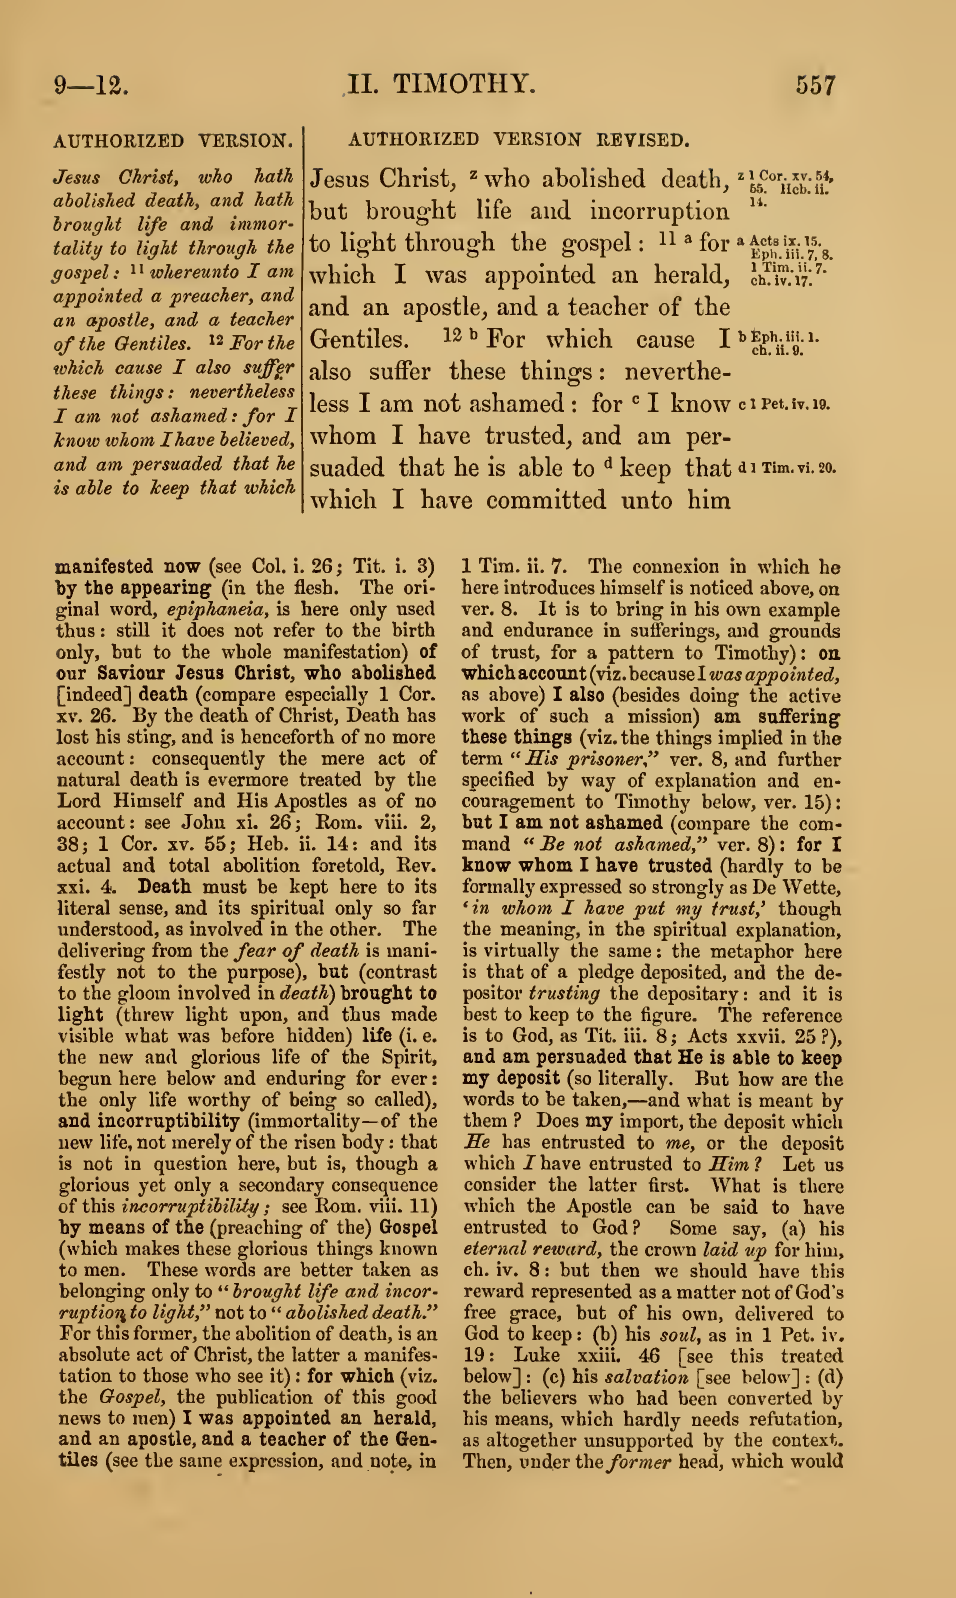 9—12.
II. TIMOTHY.
557
AUTHORIZED VERSION.
Jesus Christ, who hath
abolished death, and hath
brought life and immor-
tality to light through the
gospel: 11 whereunto I am
appointed a preacher, and
an apostle, and a teacher
of the Gentiles. 12 For the
which cause I also suffer
these things: nevertheless
I am not ashamed: for I
know whom I have believed,
and am persuaded that he
is able to keep that which
AUTHORIZED VERSION REVISED.
Jesus Christ, z who abolished death,
but brought life and incorruption
to light through the gospel: 11 a for
which I was appointed an herald,
and an apostle, and a teacher of the
Gentiles. 12 b For which cause I
also suffer these things: neverthe-
less I am not ashamed: for c I know
whom I have trusted, and am per-
suaded that he is able to d keep that
which I have committed unto him
z 1 Cor. xv. 54,
55. Heb. ii.
14.
a Acts ix. 15.
Eph. iii. 7, 8.
1 Tim. ii. 7.
ch. iv. 17.
b Eph. iii. 1.
ch. ii. 9.
c 1 Pet. iv. 19.
d 1 Tim. vi. 20.
manifested now (see Col. i. 26; Tit. i. 3)
by the appearing (in the flesh. The ori-
ginal word, epiphaneia, is here only used
thus: still it does not refer to the birth
only, but to the whole manifestation) of
our Saviour Jesus Christ, who abolished
[indeed] death (compare especially 1 Cor.
xv. 26. By the death of Christ, Death has
lost his sting, and is henceforth of no more
account: consequently the mere act of
natural death is evermore treated by the
Lord Himself and His Apostles as of no
account: see John xi. 26; Rom. viii. 2,
38; 1 Cor. xv. 55; Heb. ii. 14: and its
actual and total abolition foretold, Rev.
xxi. 4. Death must be kept here to its
literal sense, and its spiritual only so far
understood, as involved in the other. The
delivering from the fear of death is mani-
festly not to the purpose), but (contrast
to the gloom involved in death) brought to
light (threw light upon, and thus made
visible what was before hidden) life (i. e.
the new and glorious life of the Spirit,
begun here below and enduring for ever:
the only life worthy of being so called),
and incorruptibility (immortality—of the
new life, not merely of the risen body: that
is not in question here, but is, though a
glorious yet only a secondary consequence
of this incorruptibility; see Rom. viii. 11)
by means of the (preaching of the) Gospel
(which makes these glorious things known
to men. These words are better taken as
belonging only to "brought life and incor-
ruption to light," not to "abolished death."
For this former, the abolition of death, is an
absolute act of Christ, the latter a manifes-
tation to those who see it): for which (viz.
the Gospel, the publication of this good
news to men) I was appointed an herald,
and an apostle, and a teacher of the Gen-
tiles (see the same expression, and note, in
1 Tim. ii. 7. The connexion in which he
here introduces himself is noticed above, on
ver. 8. It is to bring in his own example
and endurance in sufferings, and grounds
of trust, for a pattern to Timothy): on
which account (viz. because I was appointed,
as above) I also (besides doing the active
work of such a mission) am suffering
these things (viz. the things implied in the
term "His prisoner," ver. 8, and further
specified by way of explanation and en-
couragement to Timothy below, ver. 15):
but I am not ashamed (compare the com-
mand "Be not ashamed," ver. 8): for I
know whom I have trusted (hardly to be
formally expressed so strongly as De Wette,
'in whom I have put my trust,' though
the meaning, in the spiritual explanation,
is virtually the same: the metaphor here
is that of a pledge deposited, and the de-
positor trusting the depositary: and it is
best to keep to the figure. The reference
is to God, as Tit. iii. 8; Acts xxvii. 25 ?),
and am persuaded that He is able to keep
my deposit (so literally. But how are the
words to be taken,—and what is meant by
them ? Does my import, the deposit which
He has entrusted to me, or the deposit
which I have entrusted to Him? Let us
consider the latter first. What is there
which the Apostle can be said to have
entrusted to God? Some say, (a) his
eternal reward, the crown laid up for him,
ch. iv. 8: but then we should have this
reward represented as a matter not of God's
free grace, but of his own, delivered to
God to keep: (b) his soul, as in 1 Pet. iv.
19: Luke xxiii. 46 [see this treated
below]: (c) his salvation [see below]: (d)
the believers who had been converted by
his means, which hardly needs refutation,
as altogether unsupported by the context.
Then, under the former head, which would